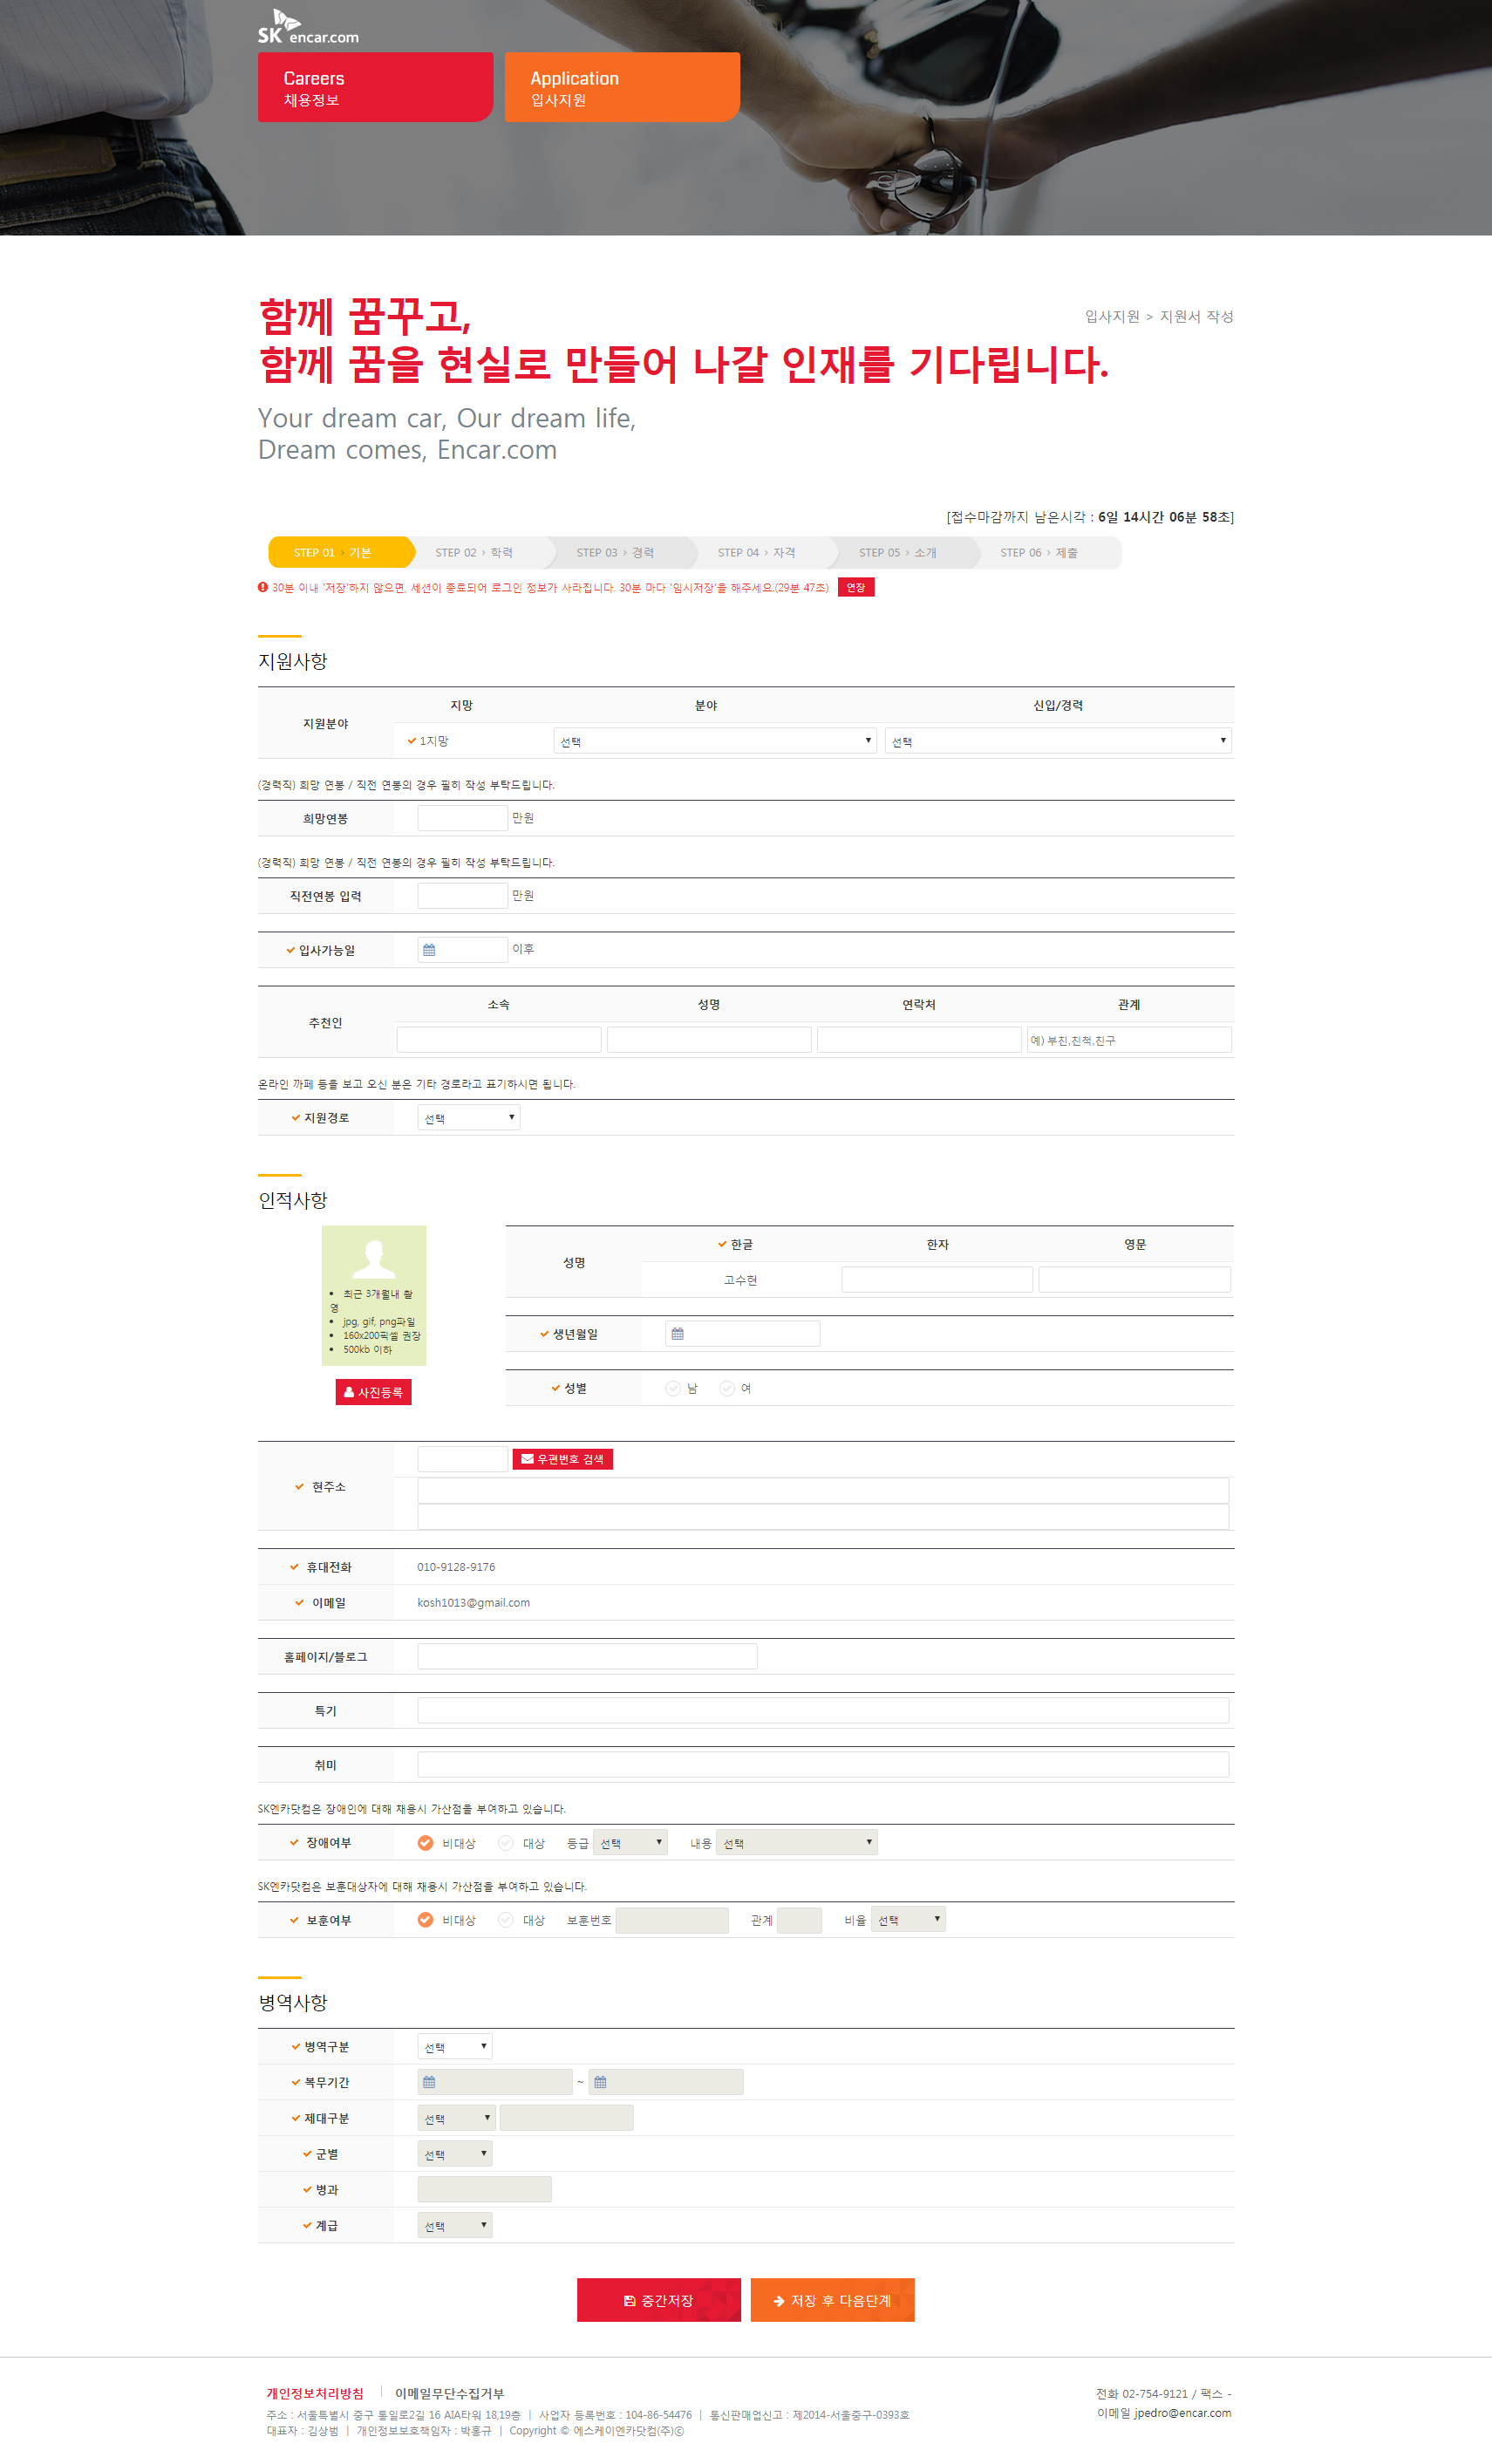 SK encar.com
Careers
채용정보
Application
입사지원
함께 꿈꾸고,
입사지원 > 지원서 작성
함께 꿈을 현실로 만들어 나갈 인재를 기다립니다.
Your dream car, Our dream life,
Dream comes, Encar.com
[접수마감까지 남은시각 : 6일 14시간 06분 58초]
STEP 01 › 기본 STEP 02 › 학력 STEP 03 › 경력 STEP 04 › 자격 STEP 05 › 소개 STEP 06 › 제출
30분 이내 '저장'하지 않으면, 세션이 종료되어 로그인 정보가 사라집니다. 30분 마다 '임시저장'을 해주세요.(29분 47초) 연장
지원사항
지원분야 지망 분야 신입/경력
1지망 선택 선택
(경력직) 희망 연봉 / 직전 연봉의 경우 필히 작성 부탁드립니다.
희망연봉 만원
(경력직) 희망 연봉 / 직전 연봉의 경우 필히 작성 부탁드립니다.
직전연봉 입력 만원
입사가능일 이후
추천인 소속 성명 연락처 관계
예) 부친,친척,친구
온라인 까페 등을 보고 오신 분은 기타 경로라고 표기하시면 됩니다.
지원경로 선택
인적사항
최근 3개월내 촬
영
jpg, gif, png파일
160x200픽셀 권장
500kb 이하
사진등록
성명 한글 한자 영문
고수현
생년월일
성별 남 여
현주소 우편번호 검색
휴대전화 010-9128-9176
이메일 kosh1013@gmail.com
홈페이지/블로그
특기
취미
SK엔카닷컴은 장애인에 대해 채용시 가산점을 부여하고 있습니다.
장애여부 비대상 대상 등급 선택 내용 선택
SK엔카닷컴은 보훈대상자에 대해 채용시 가산점을 부여하고 있습니다.
보훈여부 비대상 대상 보훈번호 관계 비율 선택
병역사항
병역구분 선택
복무기간 ~
제대구분 선택
군별 선택
병과
계급 선택
중간저장 저장 후 다음단계
개인정보처리방침 | 이메일무단수집거부
전화 02-754-9121 / 팩스 -
주소 : 서울특별시 중구 통일로2길 16 AIA타워 18,19층 | 사업자 등록번호 : 104-86-54476 | 통신판매업신고 : 제2014-서울중구-0393호
이메일 jpedro@encar.com
대표자 : 김상범 | 개인정보보호책임자 : 박홍규 | Copyright © 에스케이엔카닷컴(주)ⓒ